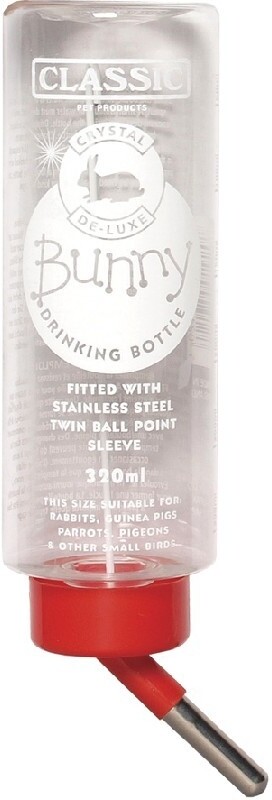 CLASSIC
PET PRODUCTS
CRYSTAL
DE-LUXE
Bunny
DRINKING BOTTLE
FITTED WITH
STAINLESS STEEL
TWIN BALL POINT
SLEEVE
320ml
THIS SIZE SUITABLE FOR
RABBITS, GUINEA PIGS
PARROTS, PIGEONS
& OTHER SMALL BIRDS